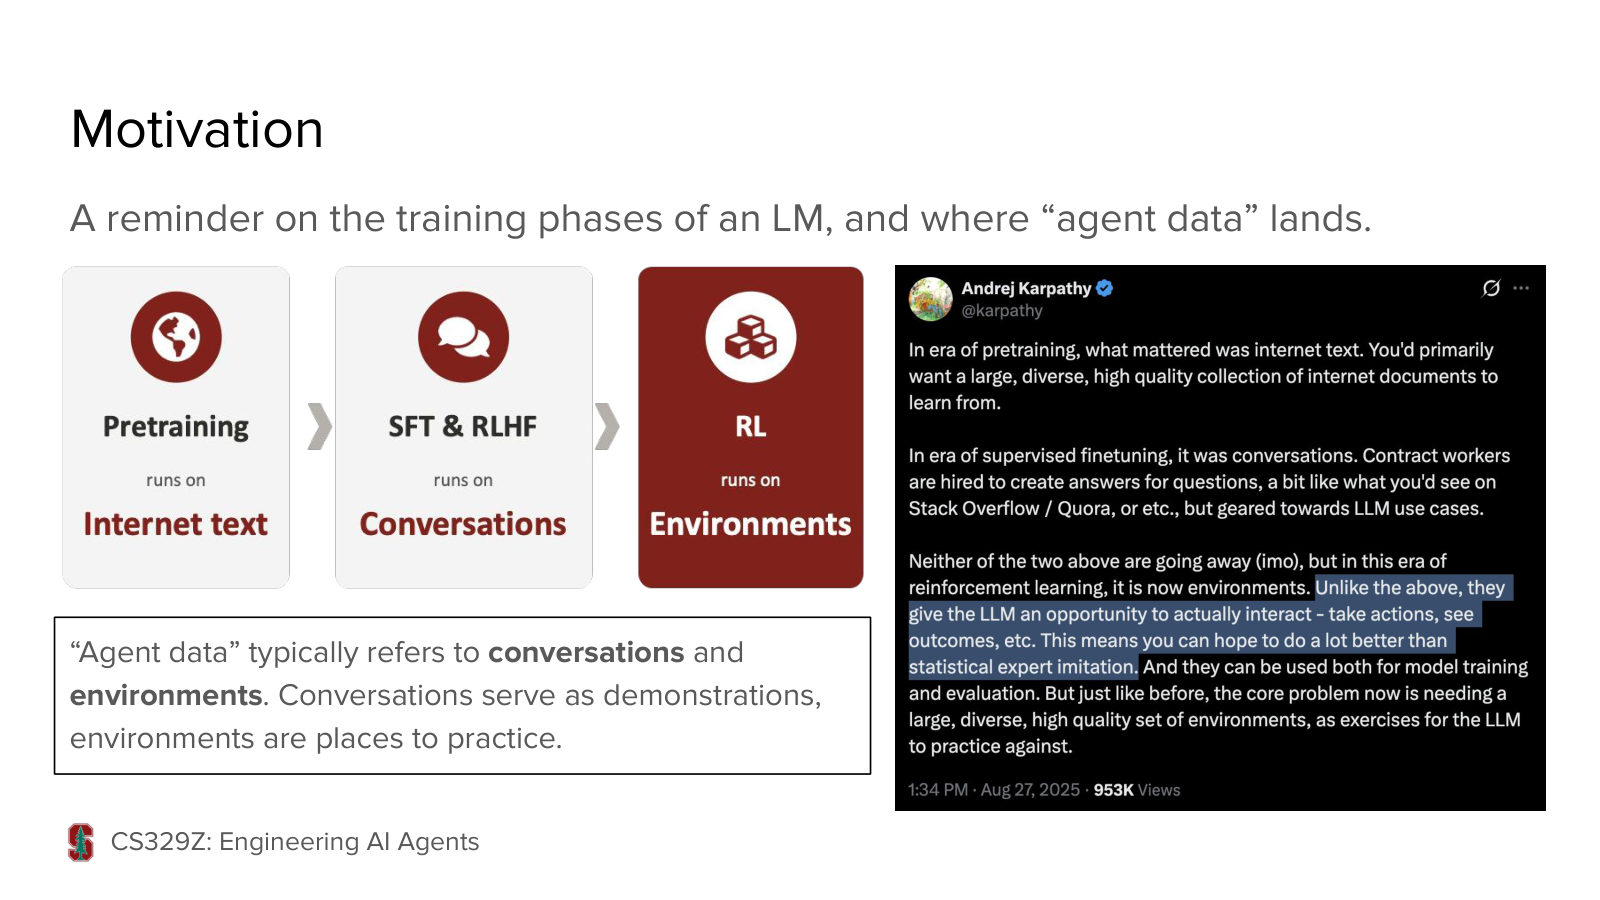 Motivation
A reminder on the training phases of an LM, and where “agent data” lands.
Pretraining
runs on
Internet text
SFT & RLHF
runs on
Conversations
RL
runs on
Environments
“Agent data” typically refers to conversations and
environments. Conversations serve as demonstrations,
environments are places to practice.
Andrej Karpathy
@karpathy
In era of pretraining, what mattered was internet text. You'd primarily
want a large, diverse, high quality collection of internet documents to
learn from.
In era of supervised finetuning, it was conversations. Contract workers
are hired to create answers for questions, a bit like what you'd see on
Stack Overflow / Quora, or etc., but geared towards LLM use cases.
Neither of the two above are going away (imo), but in this era of
reinforcement learning, it is now environments. Unlike the above, they
give the LLM an opportunity to actually interact - take actions, see
outcomes, etc. This means you can hope to do a lot better than
statistical expert imitation. And they can be used both for model training
and evaluation. But just like before, the core problem now is needing a
large, diverse, high quality set of environments, as exercises for the LLM
to practice against.
1:34 PM · Aug 27, 2025 · 953K Views
CS329Z: Engineering AI Agents